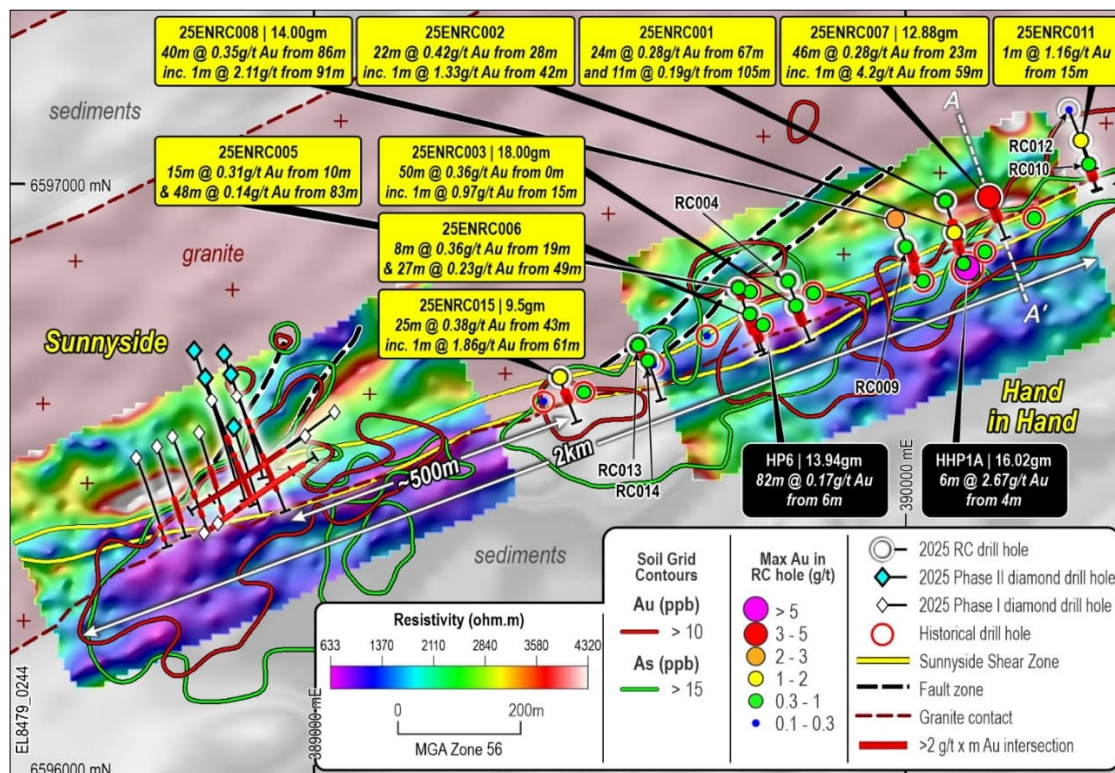 25ENRC008 | 14.00gm
40m @ 0.35g/t Au from 86m
inc. 1m @ 2.11g/t from 91m
25ENRC002
22m @ 0.42g/t Au from 28m
inc. 1m @ 1.33g/t Au from 42m
25ENRC001
24m @ 0.28g/t Au from 67m
and 11m @ 0.19g/t from 105m
25ENRC007 | 12.88gm
46m @ 0.28g/t Au from 23m
inc. 1m @ 4.2g/t Au from 59m
25ENRC011
1m @ 1.16g/t Au
from 15m
sediments
A
RC012
RC010
25ENRC005
15m @ 0.31g/t Au from 10m
& 48m @ 0.14g/t Au from 83m
25ENRC003 | 18.00gm
50m @ 0.36g/t Au from 0m
inc. 1m @ 0.97g/t Au from 15m
6597000 mN
RC004
granite
25ENRC006
8m @ 0.36g/t Au from 19m
& 27m @ 0.23g/t Au from 49m
25ENRC015 | 9.5gm
25m @ 0.38g/t Au from 43m
inc. 1m @ 1.86g/t Au from 61m
A'
Sunnyside
RC009
Hand
in Hand
~500m
2km
RC013
RC014
HP6 | 13.94gm
82m @ 0.17g/t Au
from 6m
HHP1A | 16.02gm
6m @ 2.67g/t Au
from 4m
390000 mE
sediments
Soil Grid
Contours
Au (ppb)
> 10
As (ppb)
> 15
Max Au in
RC hole (g/t)
> 5
3 - 5
2 - 3
1 - 2
0.3 - 1
0.1 - 0.3
2025 RC drill hole
2025 Phase II diamond drill hole
2025 Phase I diamond drill hole
Historical drill hole
Sunnyside Shear Zone
Fault zone
Granite contact
>2 g/t x m Au intersection
Resistivity (ohm.m)
633 1370 2110 2840 3580 4320
0 200m
MGA Zone 56
389000 mE
EL8479_0244
6596000 mN